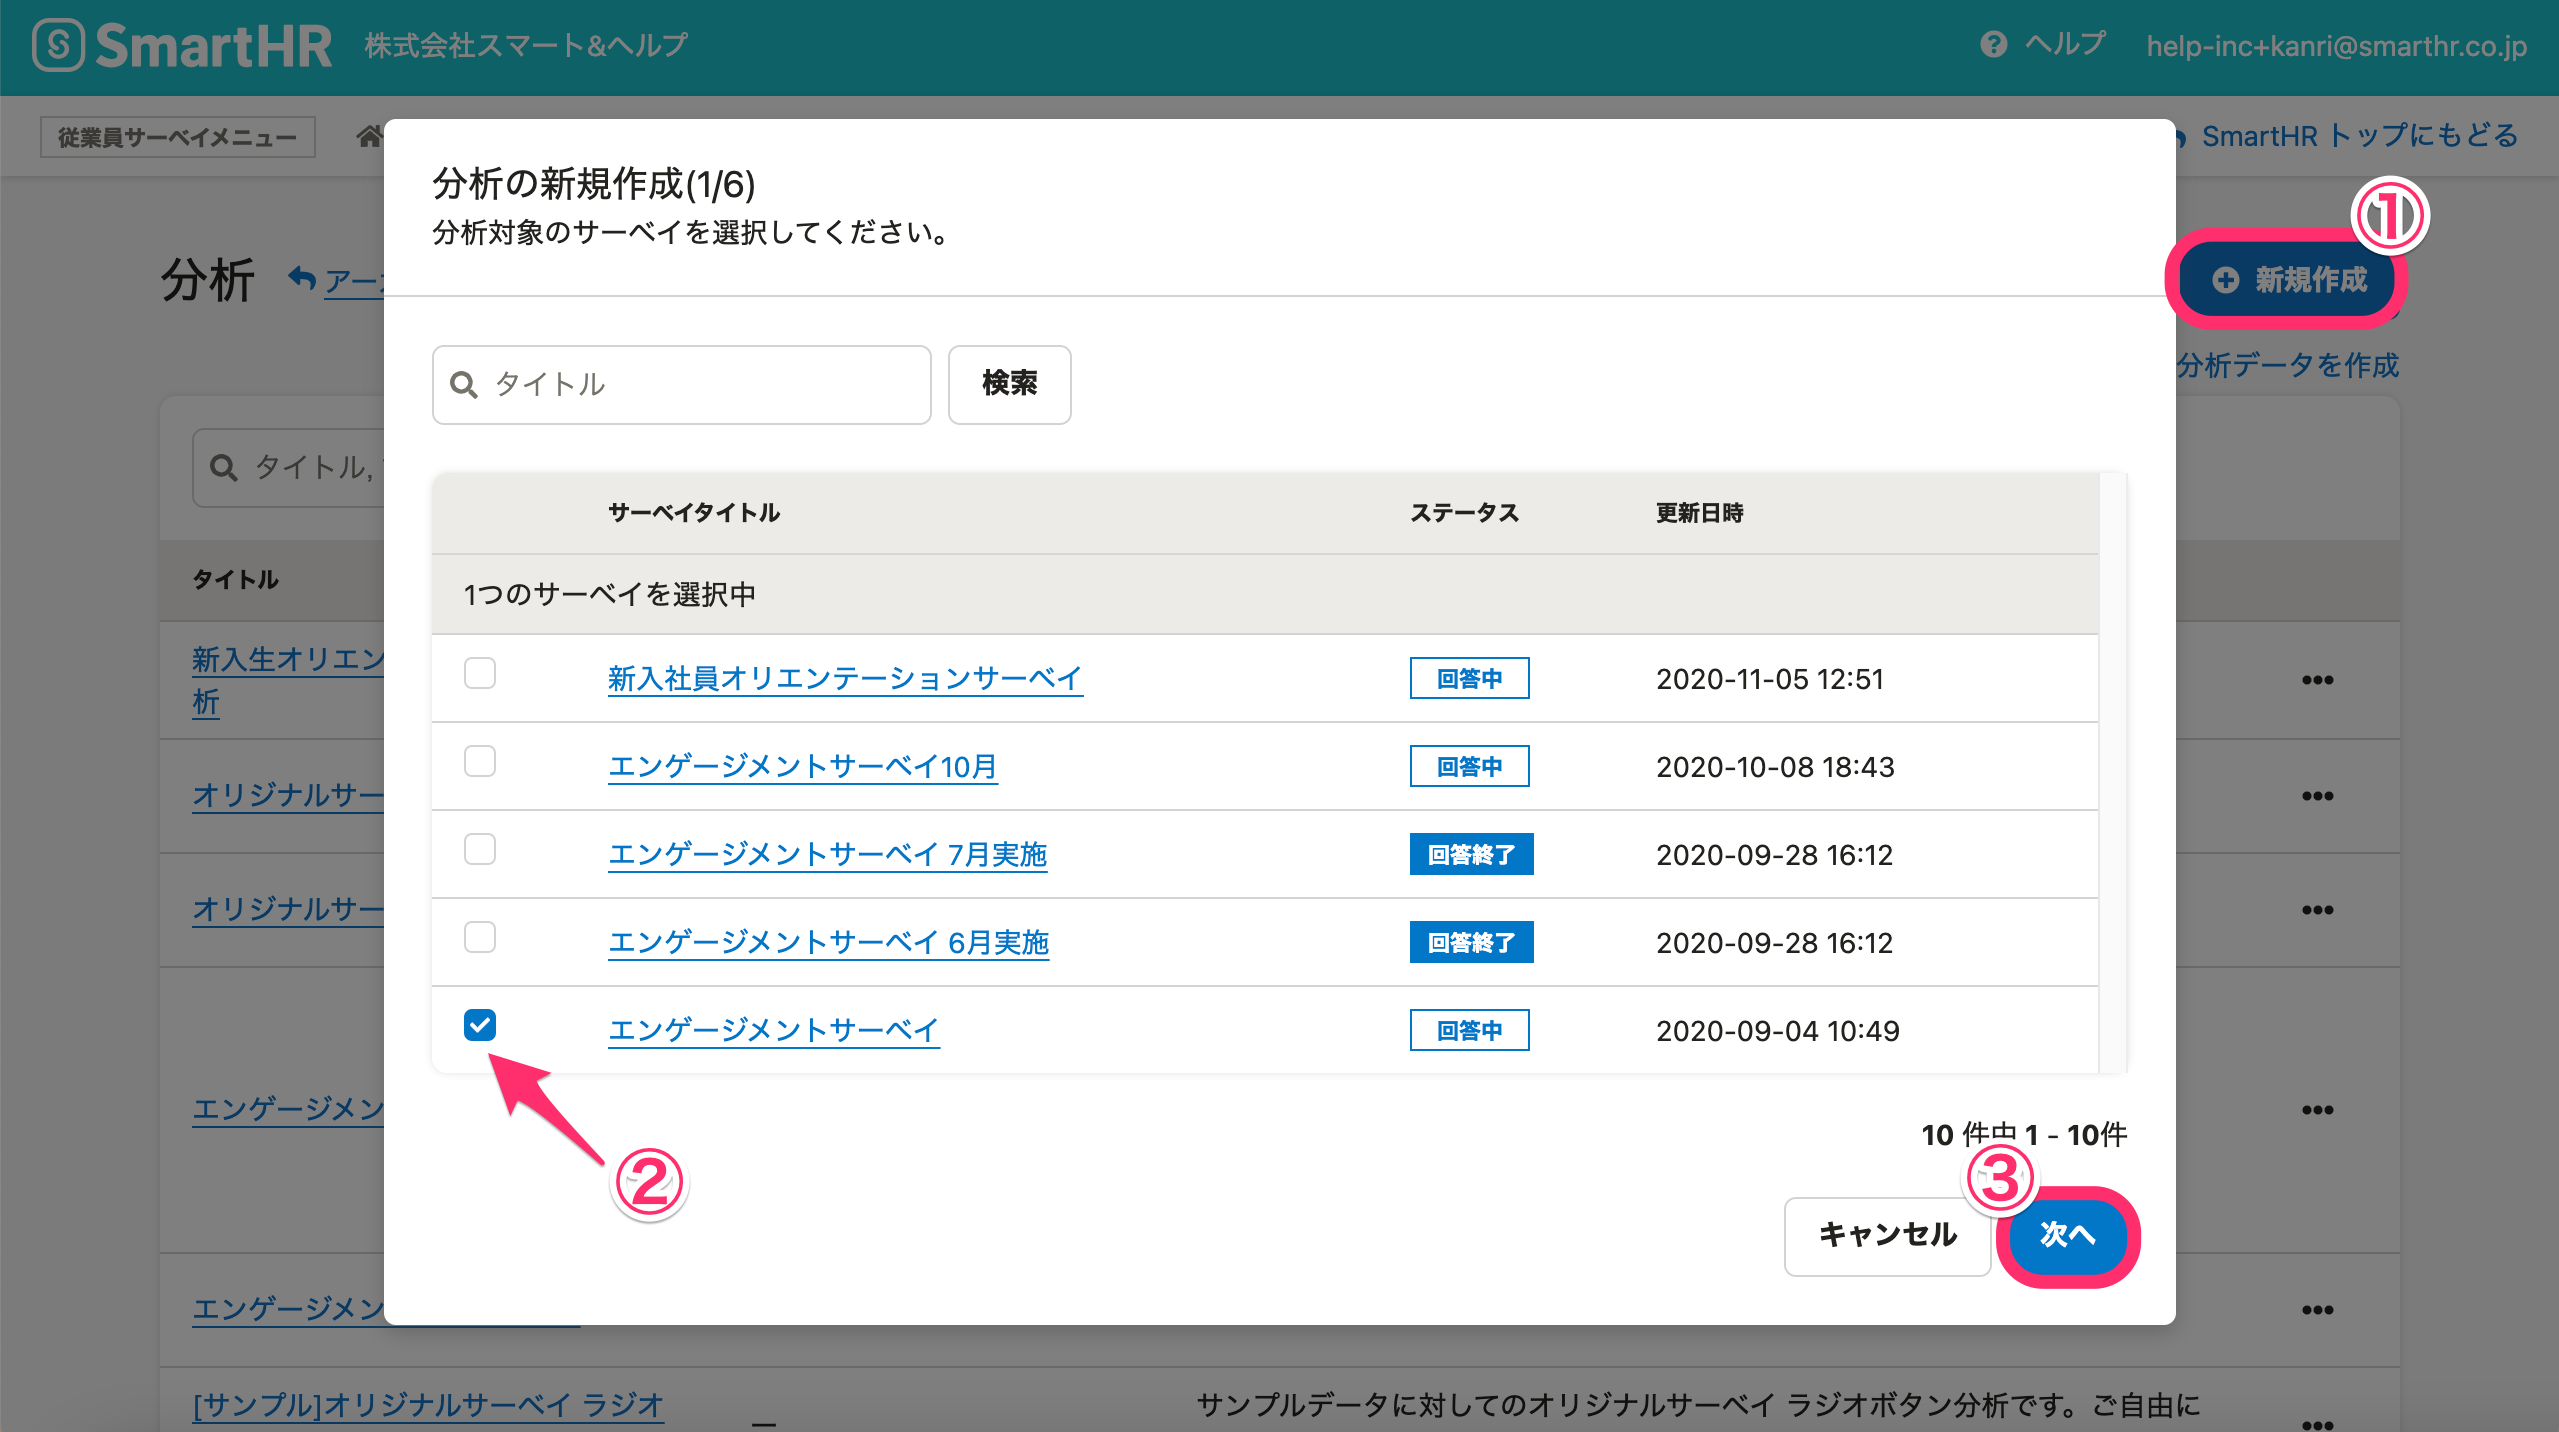 SmartHR 株式会社スマート&ヘルプ ヘルプ help-inc+kanri@smarthr.co.jp
従業員サーベイメニュー SmartHR トップにもどる
分析の新規作成(1/6)
分析対象のサーベイを選択してください。
①
分析 新規作成
分析データを作成
タイトル 検索
タイトル,
サーベイタイトル ステータス 更新日時
タイトル
1つのサーベイを選択中
新入生オリエン
析
新入社員オリエンテーションサーベイ 回答中 2020-11-05 12:51
エンゲージメントサーベイ10月 回答中 2020-10-08 18:43
オリジナルサー
エンゲージメントサーベイ 7月実施 回答終了 2020-09-28 16:12
オリジナルサー
エンゲージメントサーベイ 6月実施 回答終了 2020-09-28 16:12
エンゲージメントサーベイ 回答中 2020-09-04 10:49
エンゲージメン
10 件中 1 - 10件
②
③
キャンセル 次へ
エンゲージメン
[サンプル]オリジナルサーベイ ラジオ
サンプルデータに対してのオリジナルサーベイ ラジオボタン分析です。ご自由に